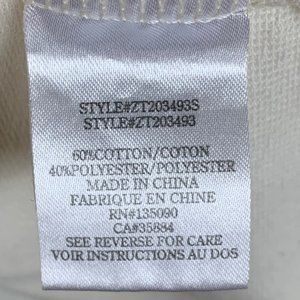 STYLE#ZT203493S
STYLE#ZT203493
60%COTTON/COTON
40%POLYESTER/POLYESTER
MADE IN CHINA
FABRIQUE EN CHINE
RN#135090
CA#35884
SEE REVERSE FOR CARE
VOIR INSTRUCTIONS AU DOS